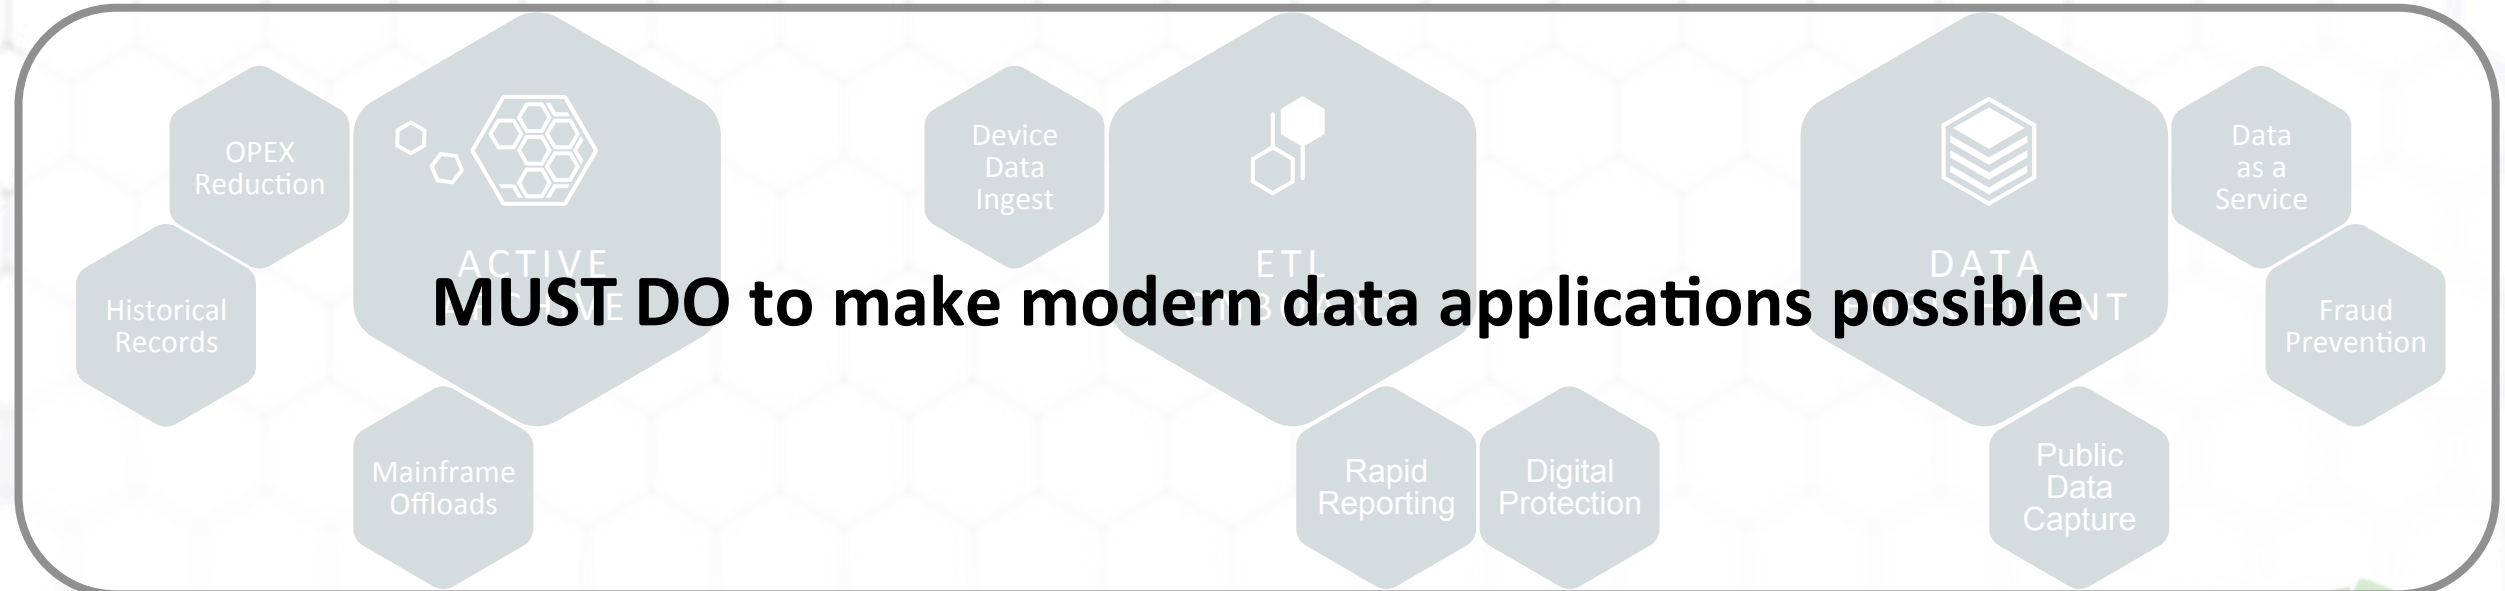 OPEX
Reduction
Historical
Records
ACTIVE
Mainframe
Offloads
Device
Data
Ingest
ETL
Rapid
Reporting
Digital
Protection
DATA
Data
as a
Service
Fraud
Prevention
Public
Data
Capture
MUST DO to make modern data applications possible